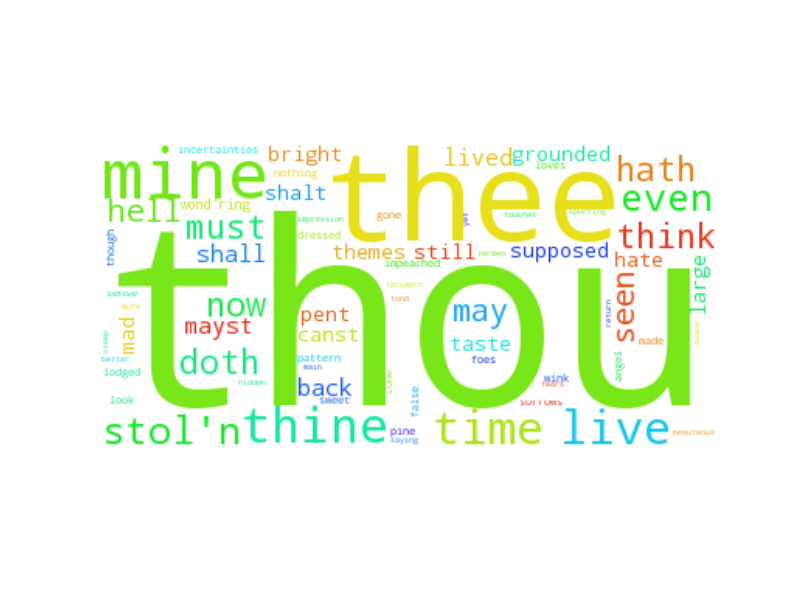 incertainties
bright
lived
grounded
loves
mine
thee
hath
nothing
shalt
even
hell
wond'ring
impression
gone
yet
touches
spurring
must
dressed
think
though
shall
themes
still
termed
supposed
hate
impeached
large
sense
now
forsworn
fond
seen
thou
mad
mayst
pent
may
return
black
canst
taste
made
sleep
better
doth
pattern
foes
angel
lodged
main
hidden
back
wink
look
sweet
false
sorrows
stol'n
thine
pine
saying
time
live
beauteous